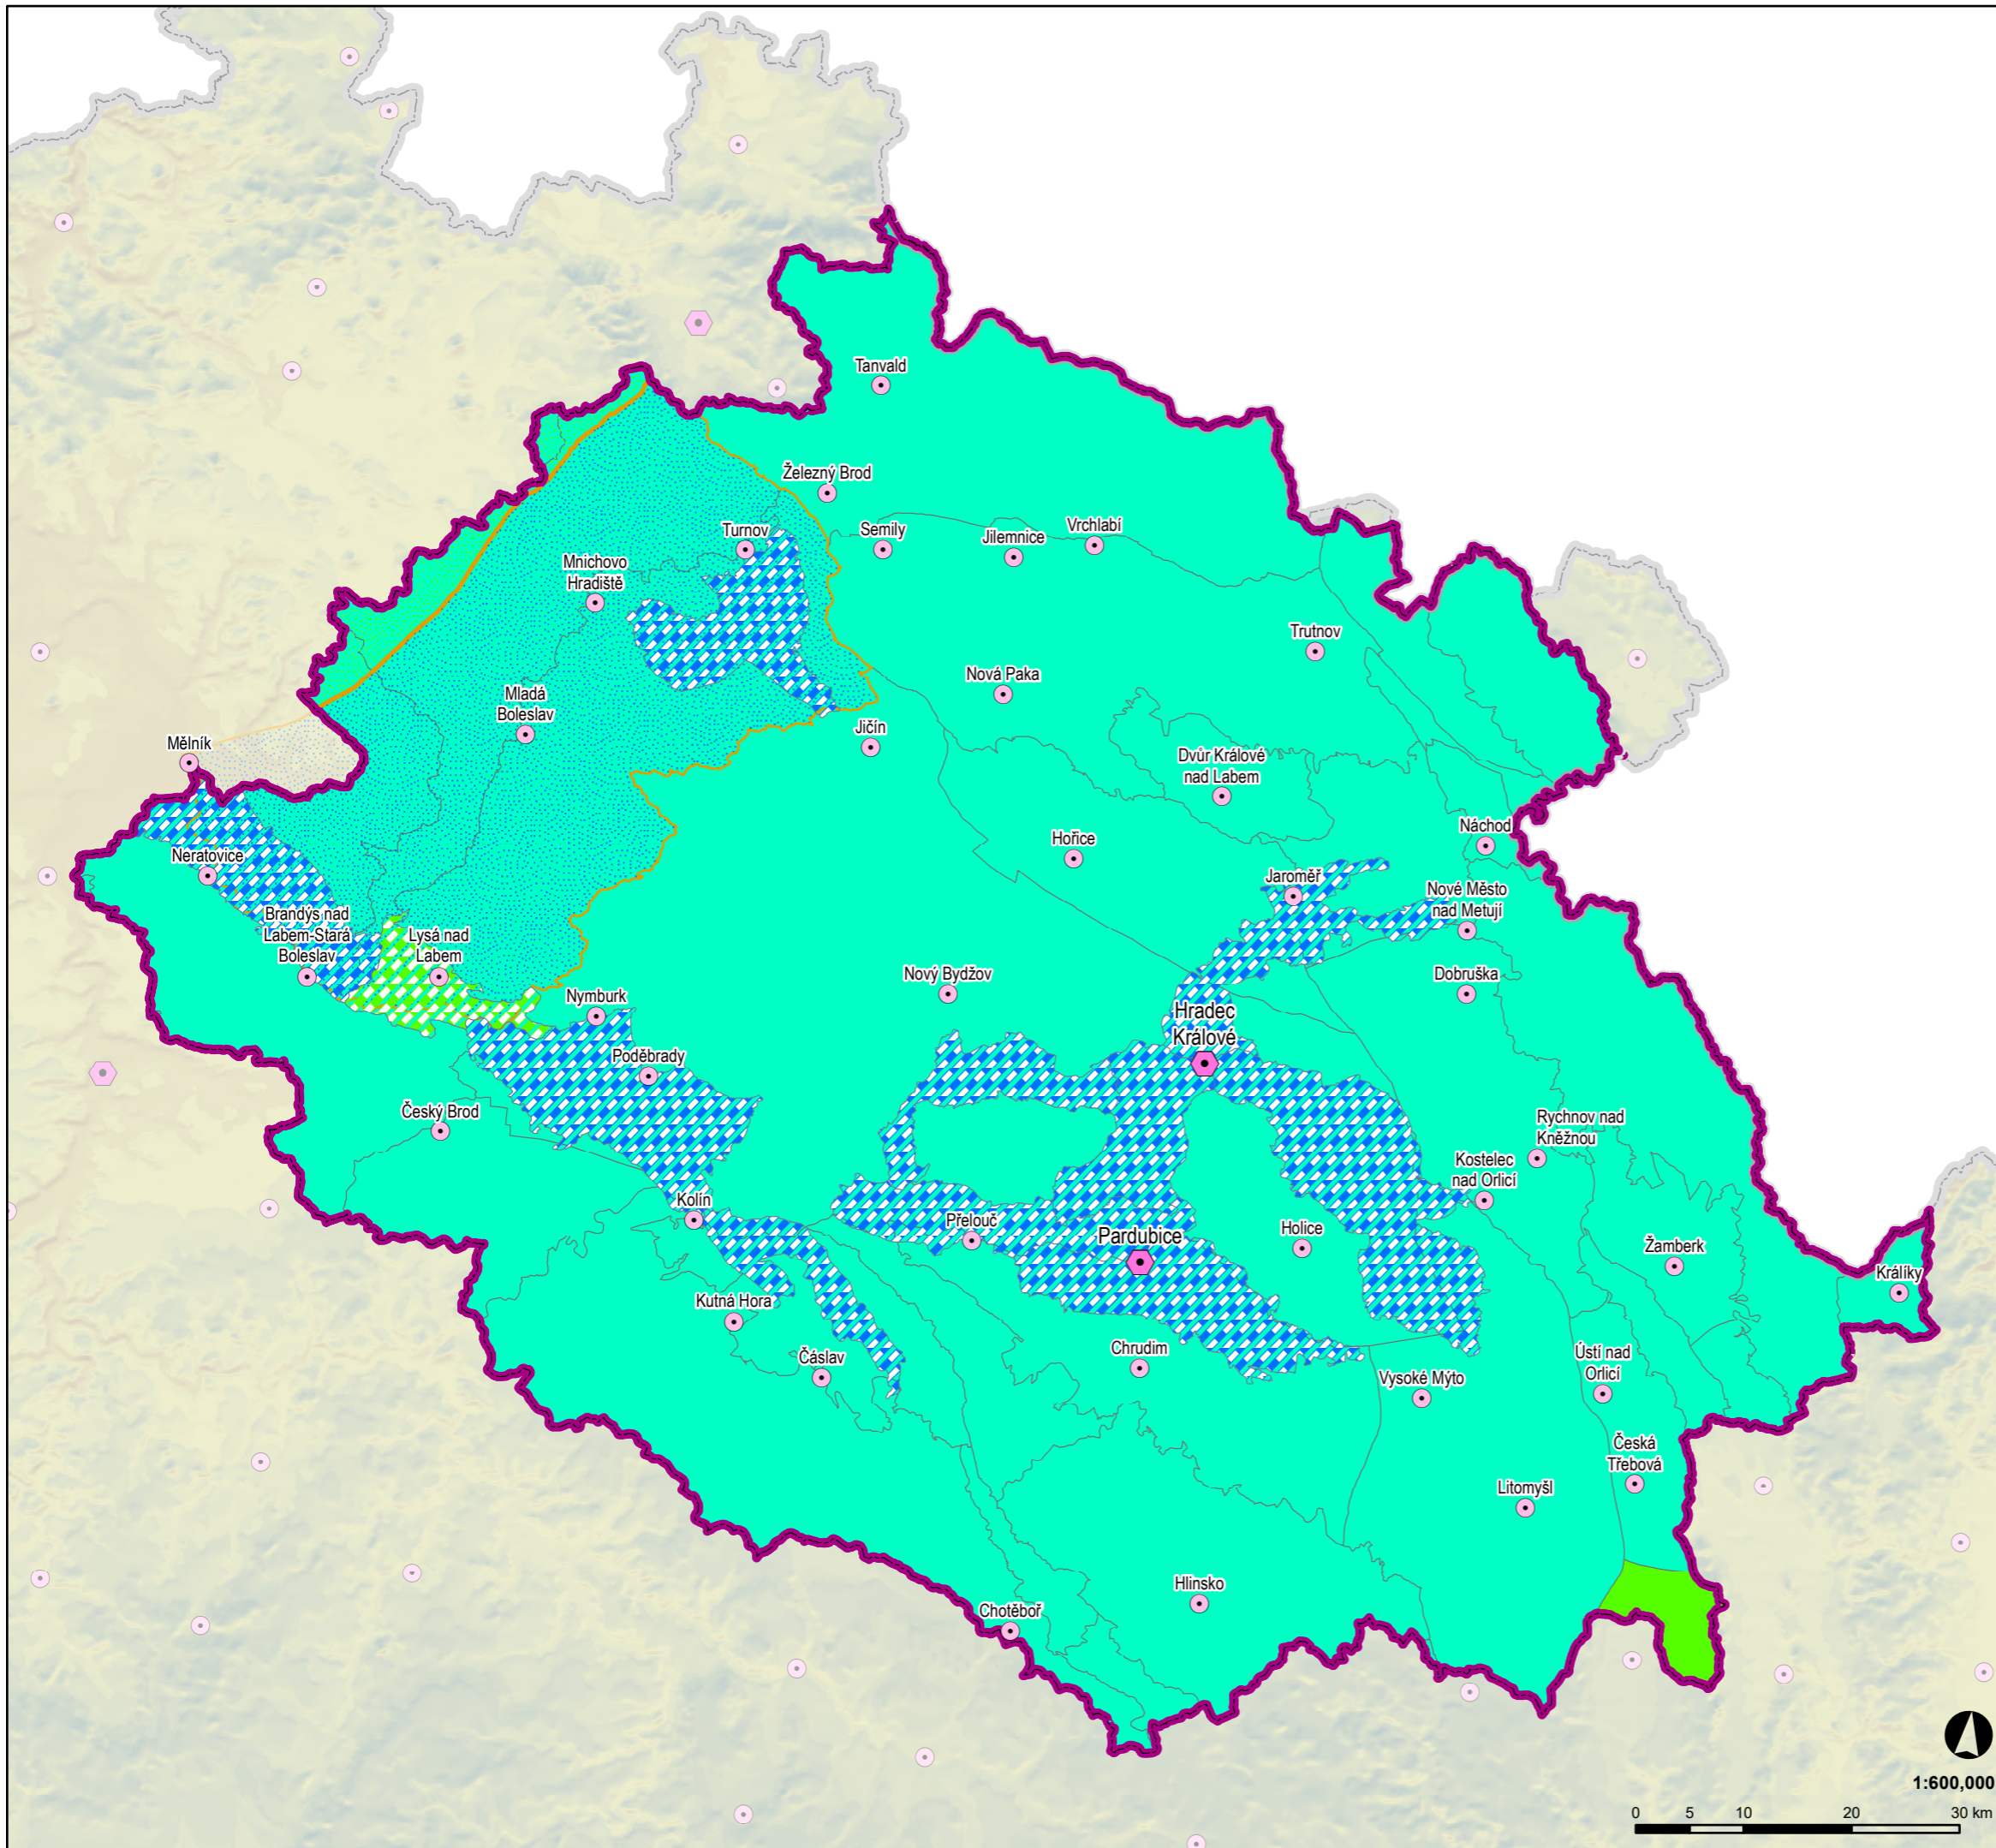 Tanvald
Železný Brod
Turnov
Semily
Jilemnice
Vrchlabí
Mnichovo
Hradiště
Trutnov
Nová Paka
Mladá
Boleslav
Jičín
Mělník
Dvůr Králové
nad Labem
Hořice
Náchod
Neratovice
Jaroměř
Nové Město
nad Metují
Brandýs nad
Labem-Stará
Boleslav
Lysá nad
Labem
Nový Bydžov
Dobruška
Nymburk
Hradec
Králové
Poděbrady
Český Brod
Rychnov nad
Kněžnou
Kostelec
nad Orlicí
Kolín
Přelouč
Pardubice
Holice
Žamberk
Králíky
Kutná Hora
Čáslav
Chrudim
Vysoké Mýto
Ústí nad
Orlicí
Česká
Třebová
Litomyšl
Hlinsko
Chotěboř
1:600,000
0 5 10 20 30 km